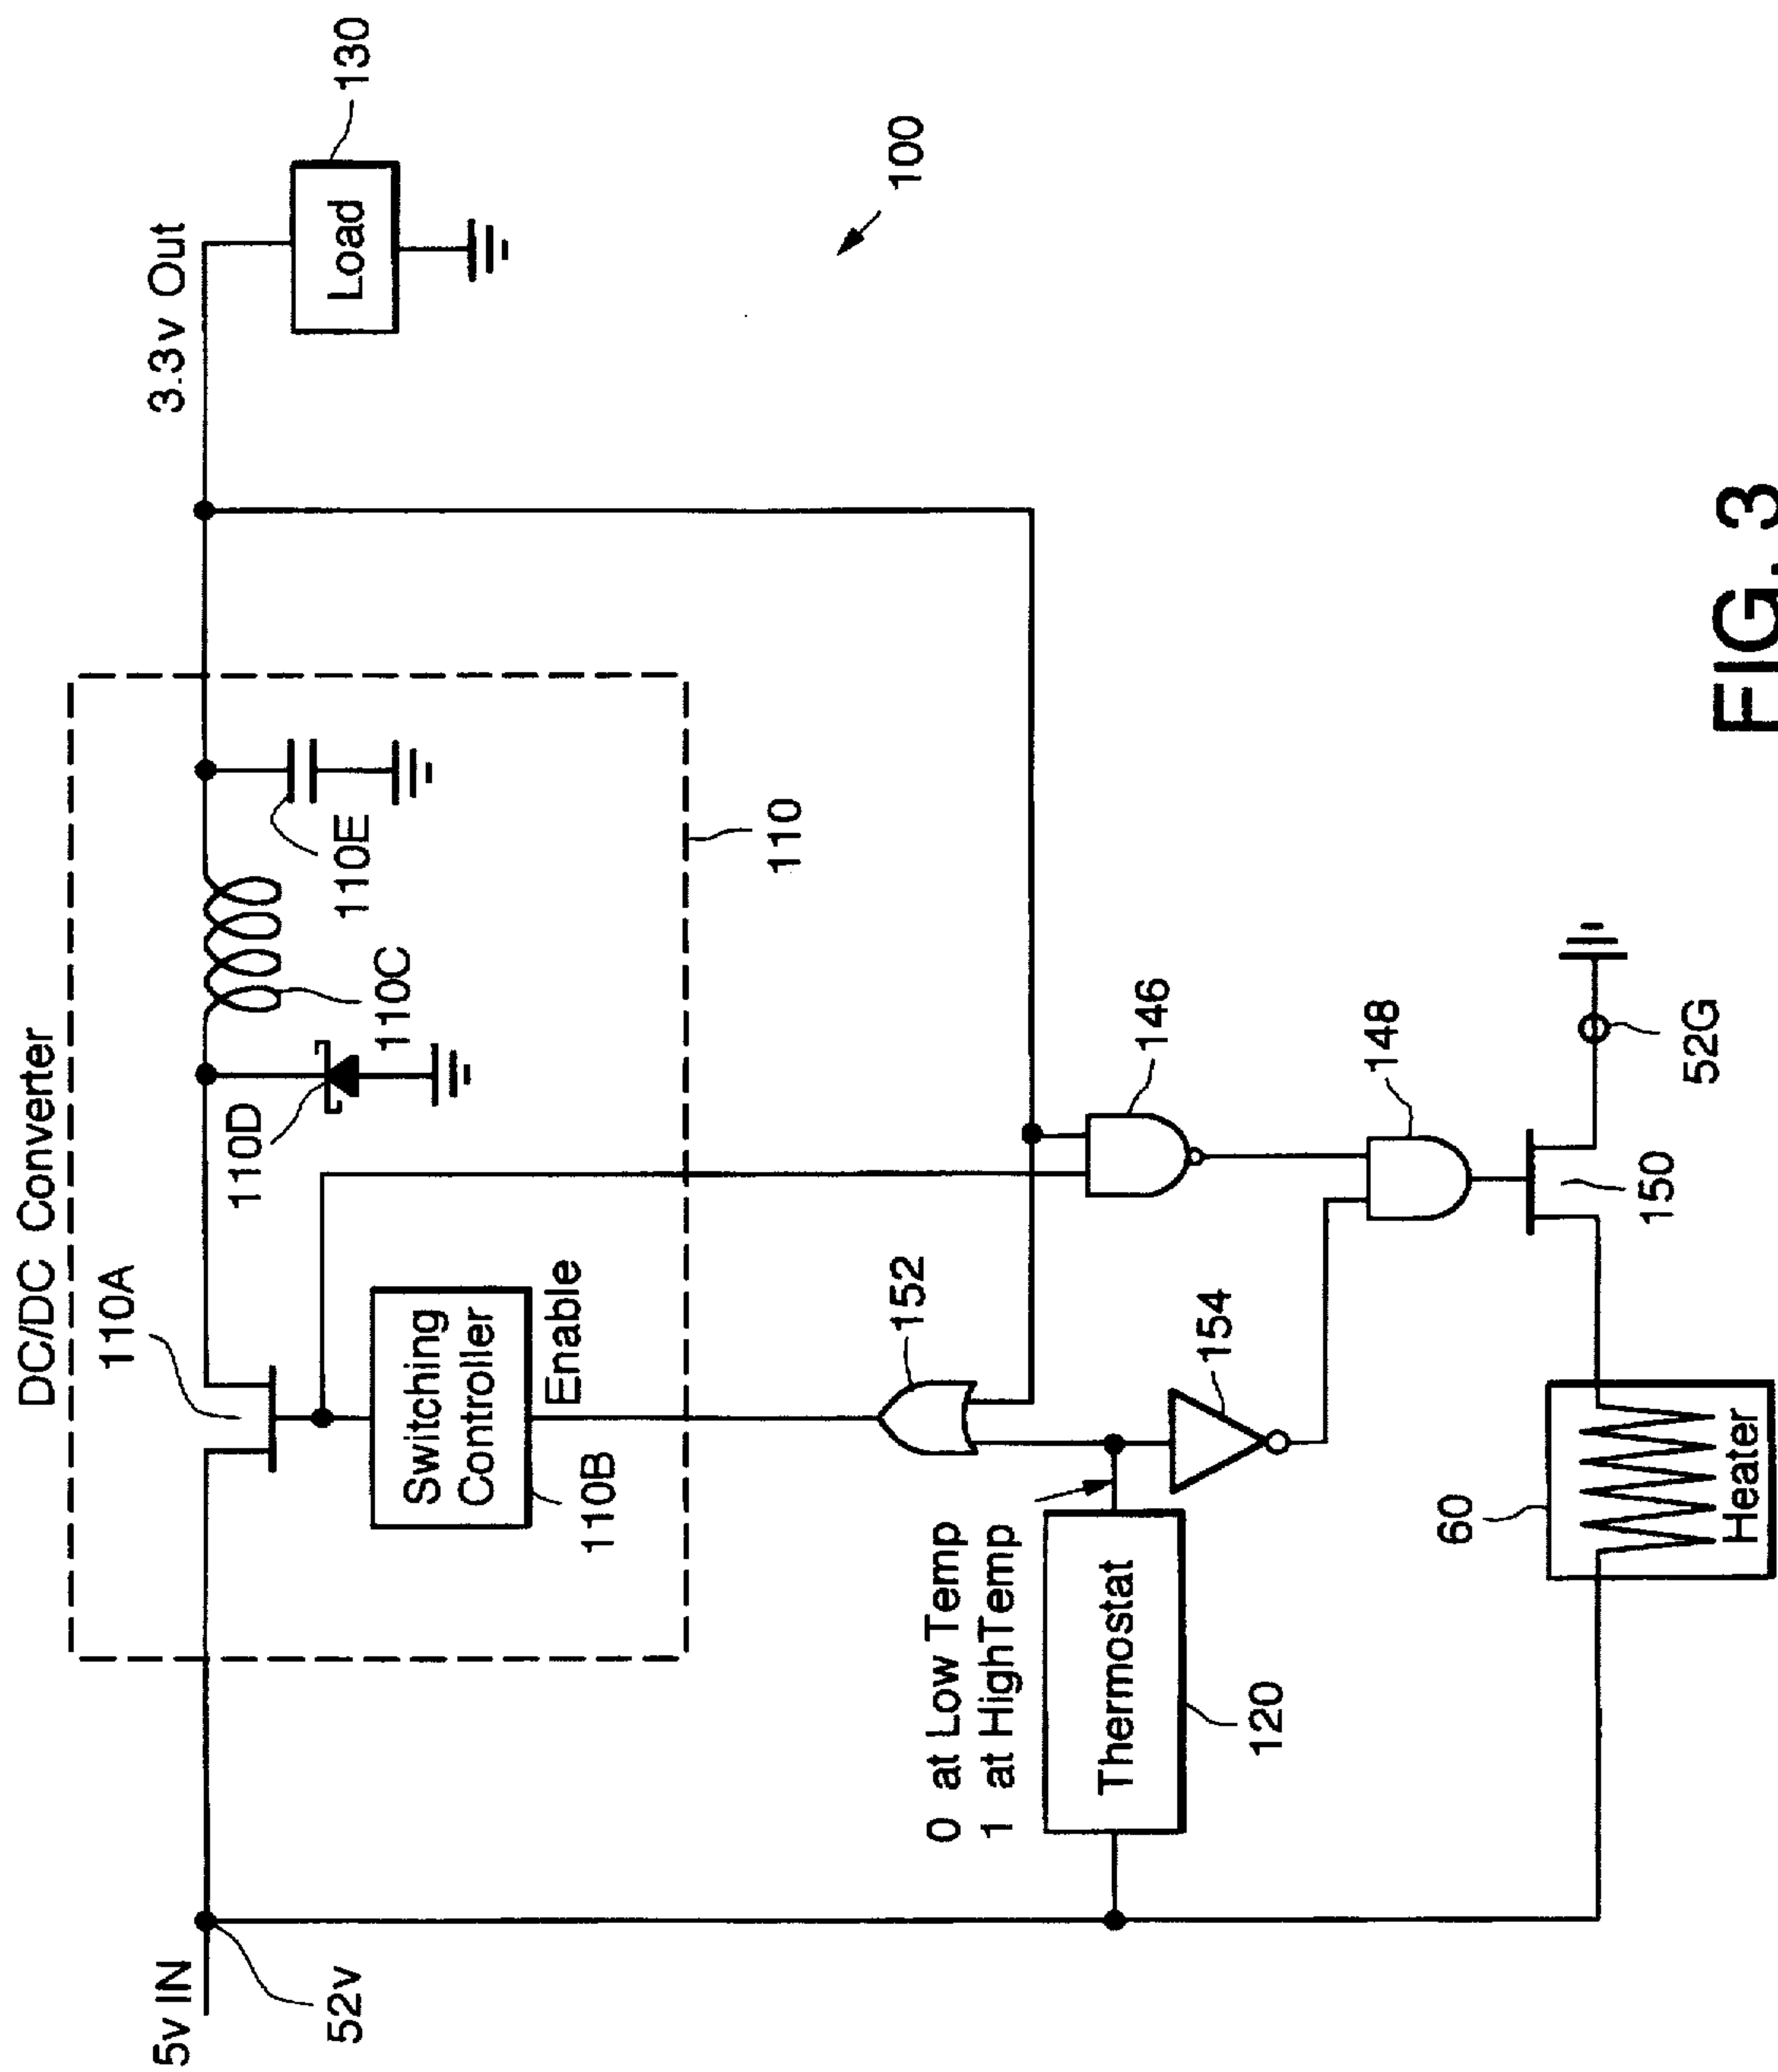 DC/DC Converter
5v IN
52v
110A
Switching
Controller
110B
Enable
110D
110C
110E
110
3.3v Out
Load
130
100
0 at Low Temp
1 at HighTemp
Thermostat
120
152
154
146
148
60
Heater
150
52G
FIG. 3